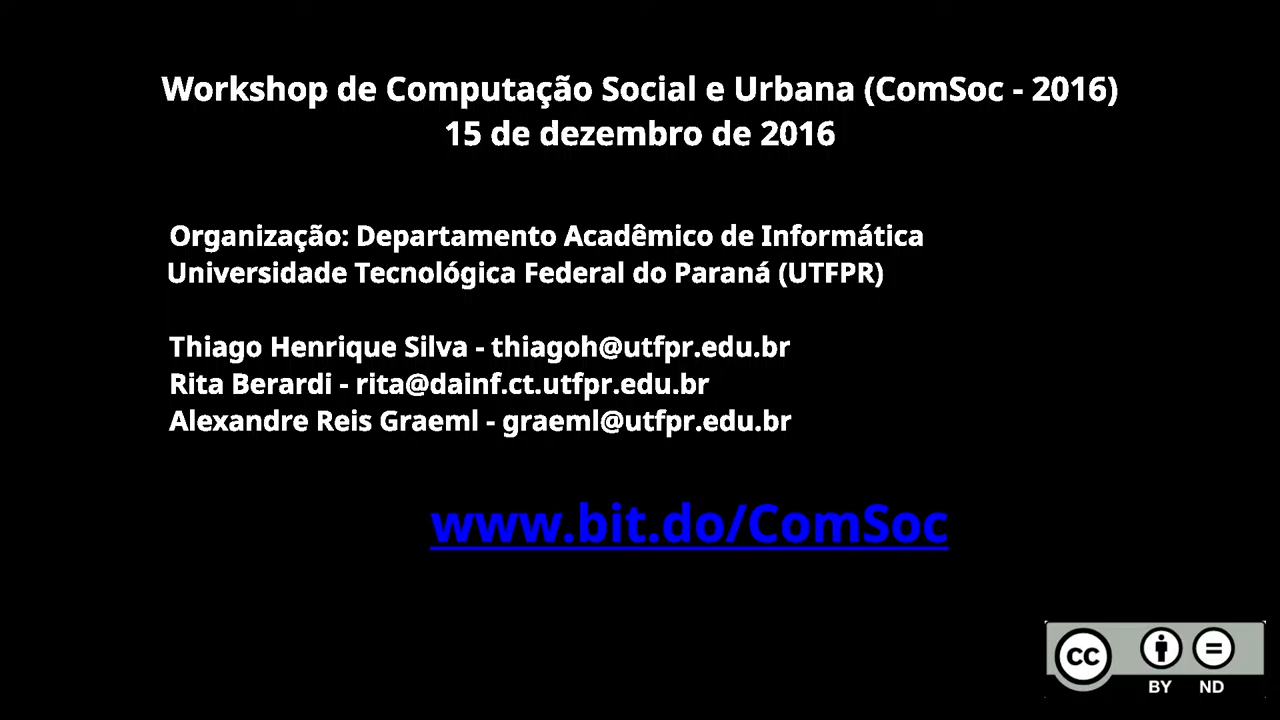 Workshop de Computação Social e Urbana (ComSoc - 2016)
15 de dezembro de 2016
Organização: Departamento Acadêmico de Informática
Universidade Tecnológica Federal do Paraná (UTFPR)
Thiago Henrique Silva - thiagoh@utfpr.edu.br
Rita Berardi - rita@dainf.ct.utfpr.edu.br
Alexandre Reis Graeml - graeml@utfpr.edu.br
www.bit.do/ComSoc
CC
BY ND